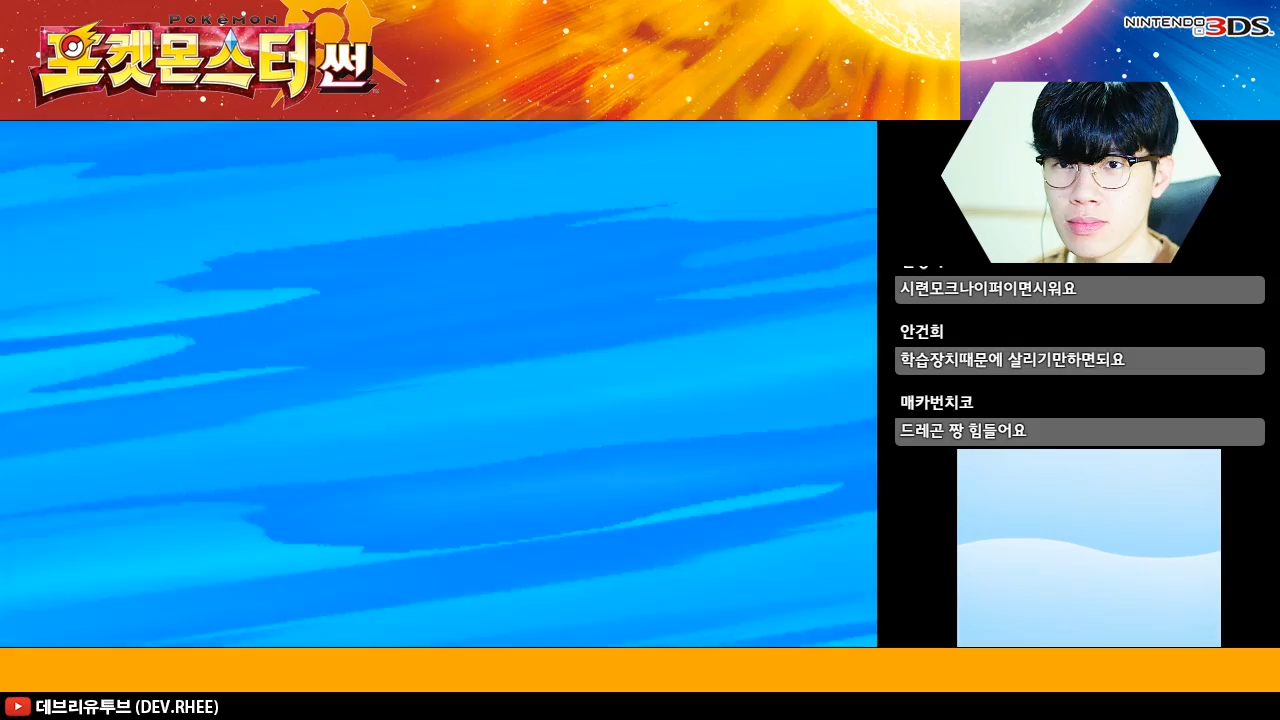 POKéMON
포켓몬스터 썬
NINTENDO 3DS
시련모크나이퍼이면시워요
안건희
학습장치때문에 살리기만하면되요
매카번치코
드레곤 짱 힘들어요
데브리유투브 (DEV.RHEE)